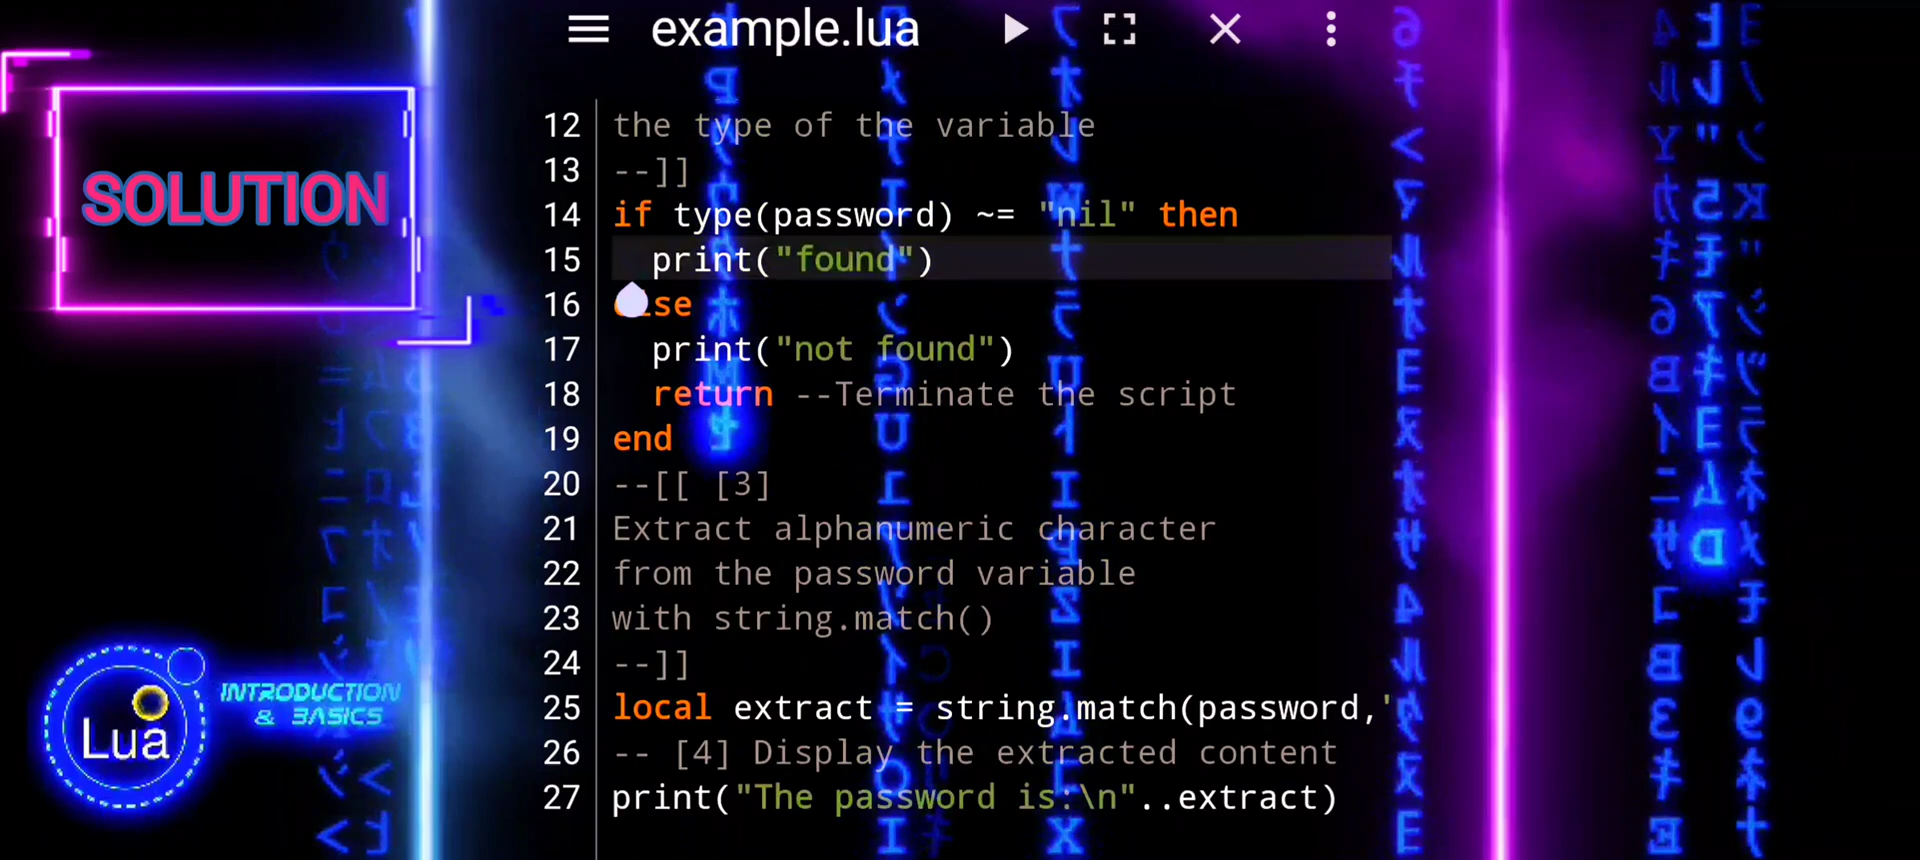 example.lua
SOLUTION
12 the type of the variable
13 --]]
14 if type(password) ~= "nil" then
15 print("found")
16 else
17 print("not found")
18 return --Terminate the script
19 end
20 --[[ [3]
21 Extract alphanumeric character
22 from the password variable
23 with string.match()
24 --]]
25 local extract = string.match(password,'
26 -- [4] Display the extracted content
27 print("The password is:\n"..extract)
Lua
INTRODUCTION
& BASICS